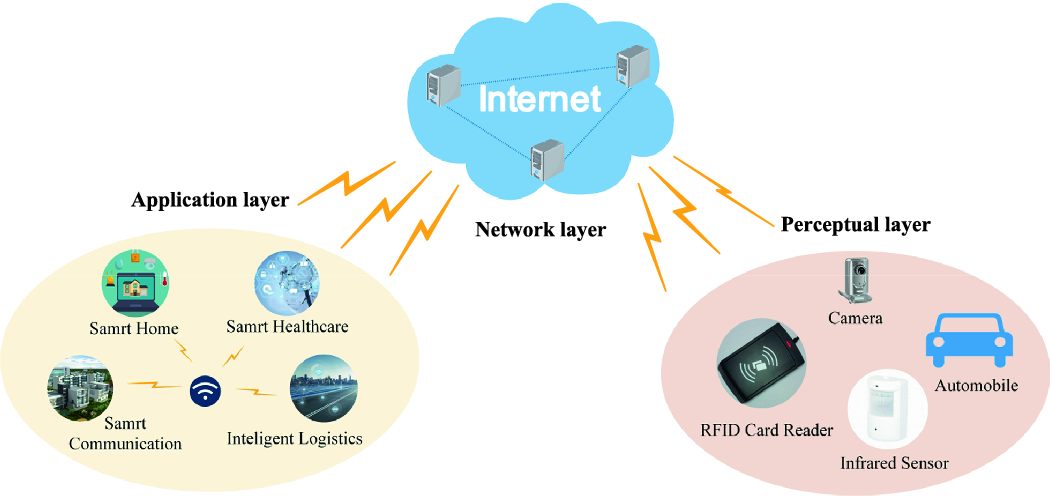 Internet
Application layer
Network layer
Perceptual layer
Samrt Home
Samrt Healthcare
Samrt
Communication
Inteligent Logistics
Camera
Automobile
RFID Card Reader
Infrared Sensor